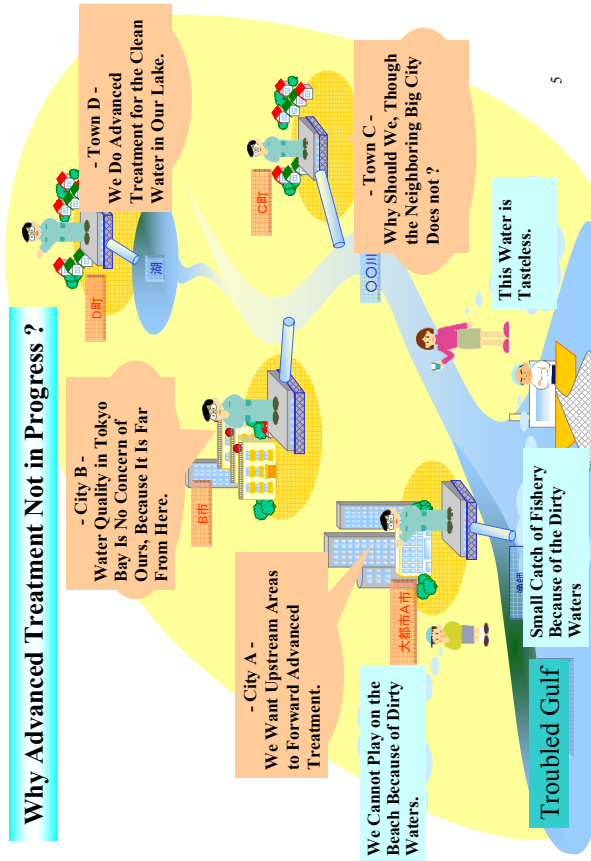 Why Advanced Treatment Not in Progress ?
- City B -
Water Quality in Tokyo
Bay Is No Concern of
Ours, Because It Is Far
From Here.
- Town D -
We Do Advanced
Treatment for the Clean
Water in Our Lake.
D町
湖
B市
C町
- City A -
We Want Upstream Areas
to Forward Advanced
Treatment.
- Town C -
Why Should We, Though
the Neighboring Big City
Does not ?
〇〇川
大都市A市
We Cannot Play on the
Beach Because of Dirty
Waters.
This Water is
Tasteless.
漁師
Small Catch of Fishery
Because of the Dirty
Waters
Troubled Gulf
5